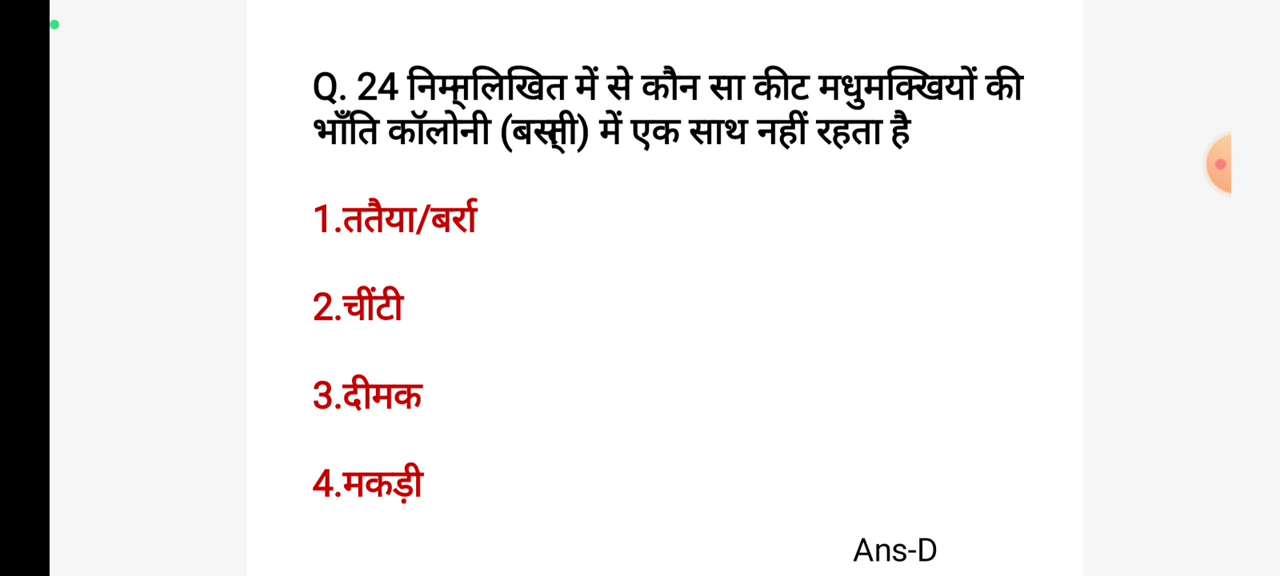 Q. 24 निम्नलिखित में से कौन सा कीट मधुमक्खियों की
भाँति कॉलोनी (बस्ती) में एक साथ नहीं रहता है
1.ततैया/बर्रा
2.चींटी
3.दीमक
4.मकड़ी
Ans-D